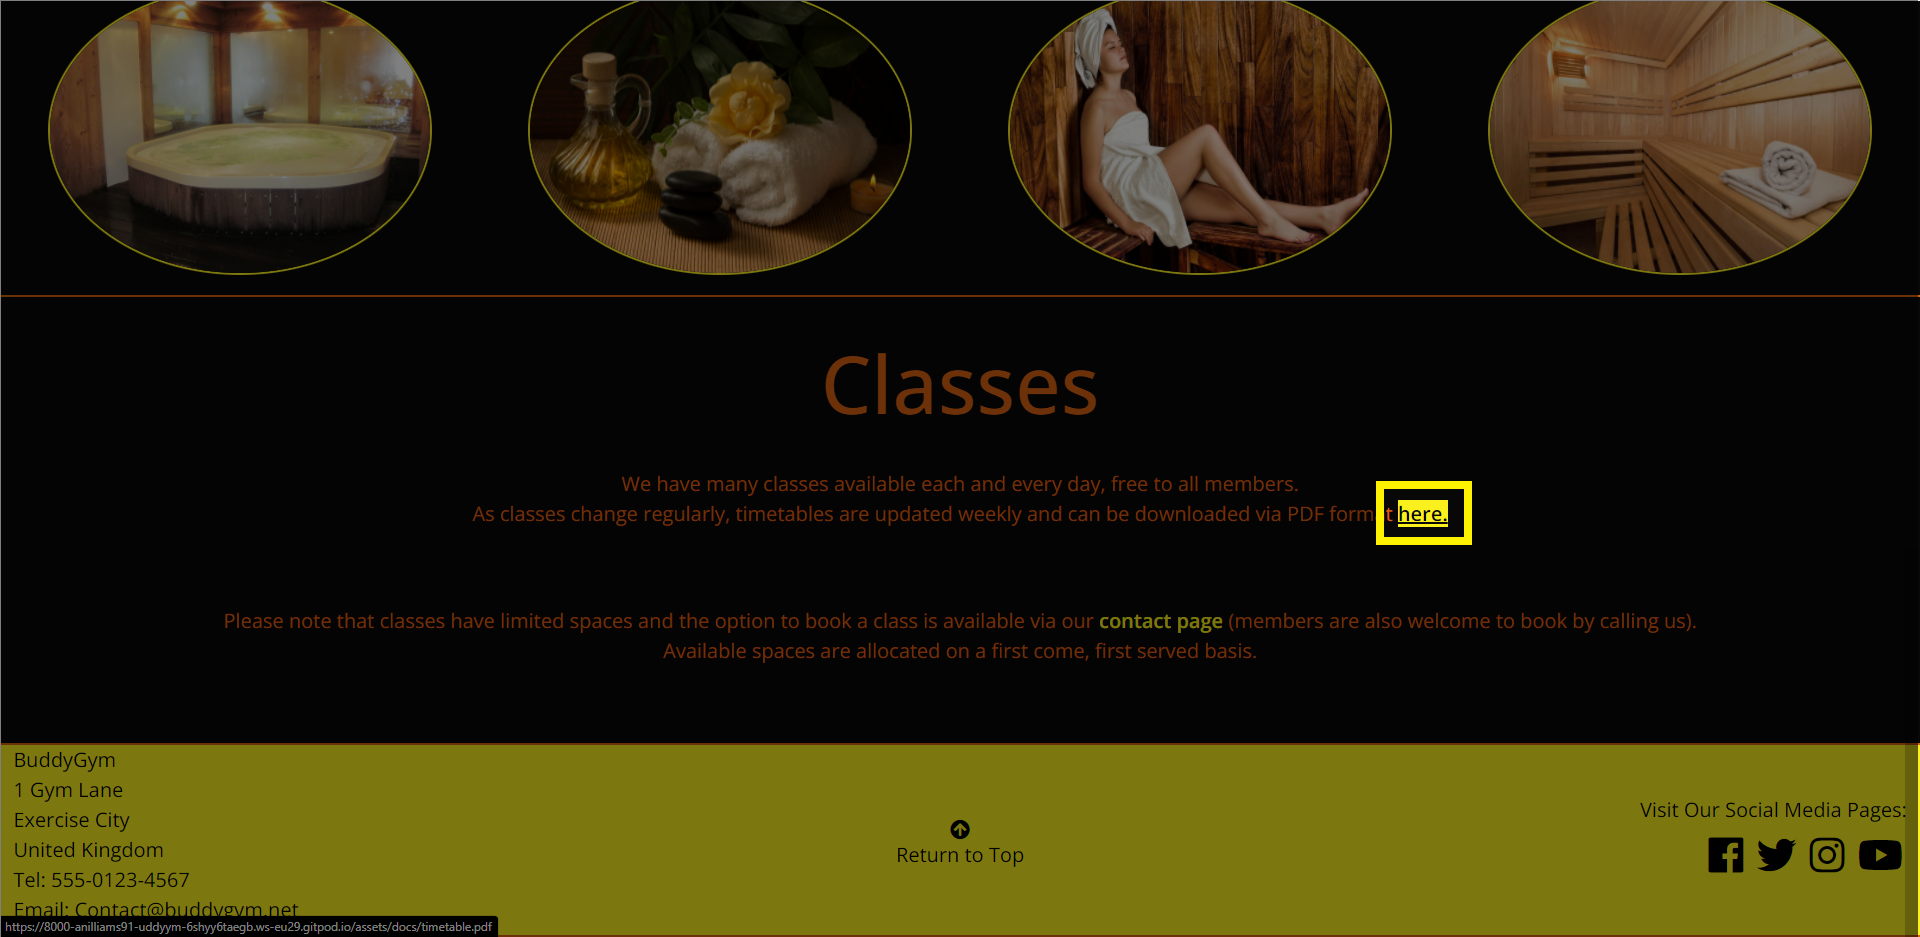 Classes
We have many classes available each and every day, free to all members.
As classes change regularly, timetables are updated weekly and can be downloaded via PDF format here.
Please note that classes have limited spaces and the option to book a class is available via our contact page (members are also welcome to book by calling us).
Available spaces are allocated on a first come, first served basis.
BuddyGym
1 Gym Lane
Exercise City
United Kingdom
Tel: 555-0123-4567
Email: Contact@buddygym.net
Return to Top
Visit Our Social Media Pages:
https://8000-anilliams91-uddyym-6shyy6taegb.ws-eu29.gitpod.io/assets/docs/timetable.pdf